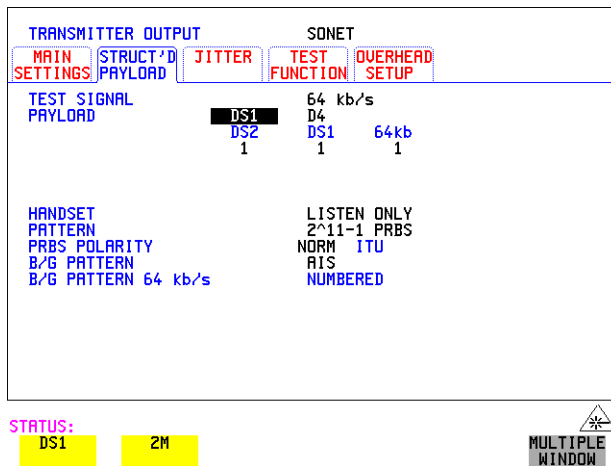 TRANSMITTER OUTPUT SONET
MAIN SETTINGS STRUCT'D PAYLOAD JITTER TEST FUNCTION OVERHEAD SETUP
TEST SIGNAL 64 kb/s
PAYLOAD DS1 D4
DS2 DS1 64kb
1 1 1
HANDSET LISTEN ONLY
PATTERN 2^11-1 PRBS
PRBS POLARITY NORM ITU
B/G PATTERN AIS
B/G PATTERN 64 kb/s NUMBERED
STATUS:
DS1 2M MULTIPLE WINDOW